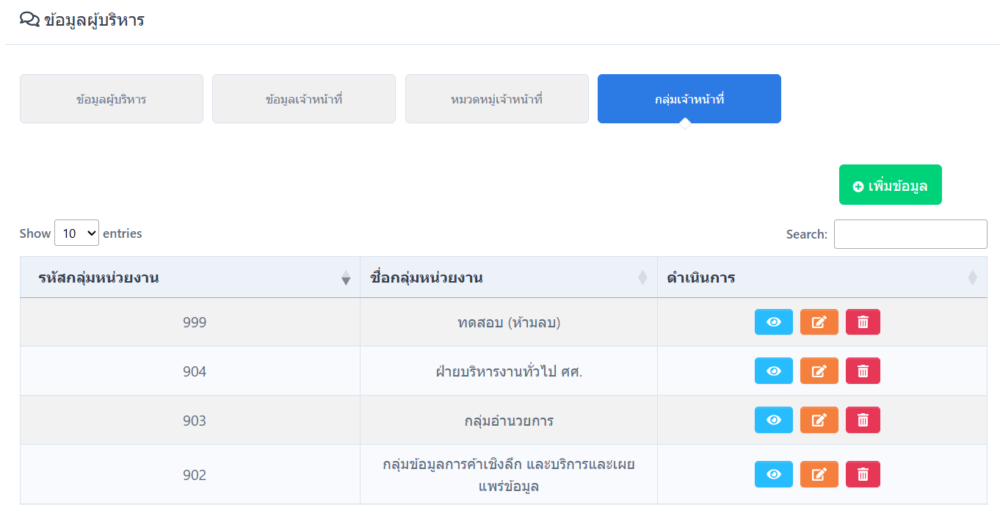 ข้อมูลผู้บริหาร
ข้อมูลผู้บริหาร ข้อมูลเจ้าหน้าที่ หมวดหมู่เจ้าหน้าที่ กลุ่มเจ้าหน้าที่
เพิ่มข้อมูล
Show 10 entries Search:
รหัสกลุ่มหน่วยงาน ชื่อกลุ่มหน่วยงาน ดำเนินการ
999 ทดสอบ (ห้ามลบ)
904 ฝ่ายบริหารงานทั่วไป ศศ.
903 กลุ่มอำนวยการ
902 กลุ่มข้อมูลการค้าเชิงลึก และบริการและเผย
แพร่ข้อมูล